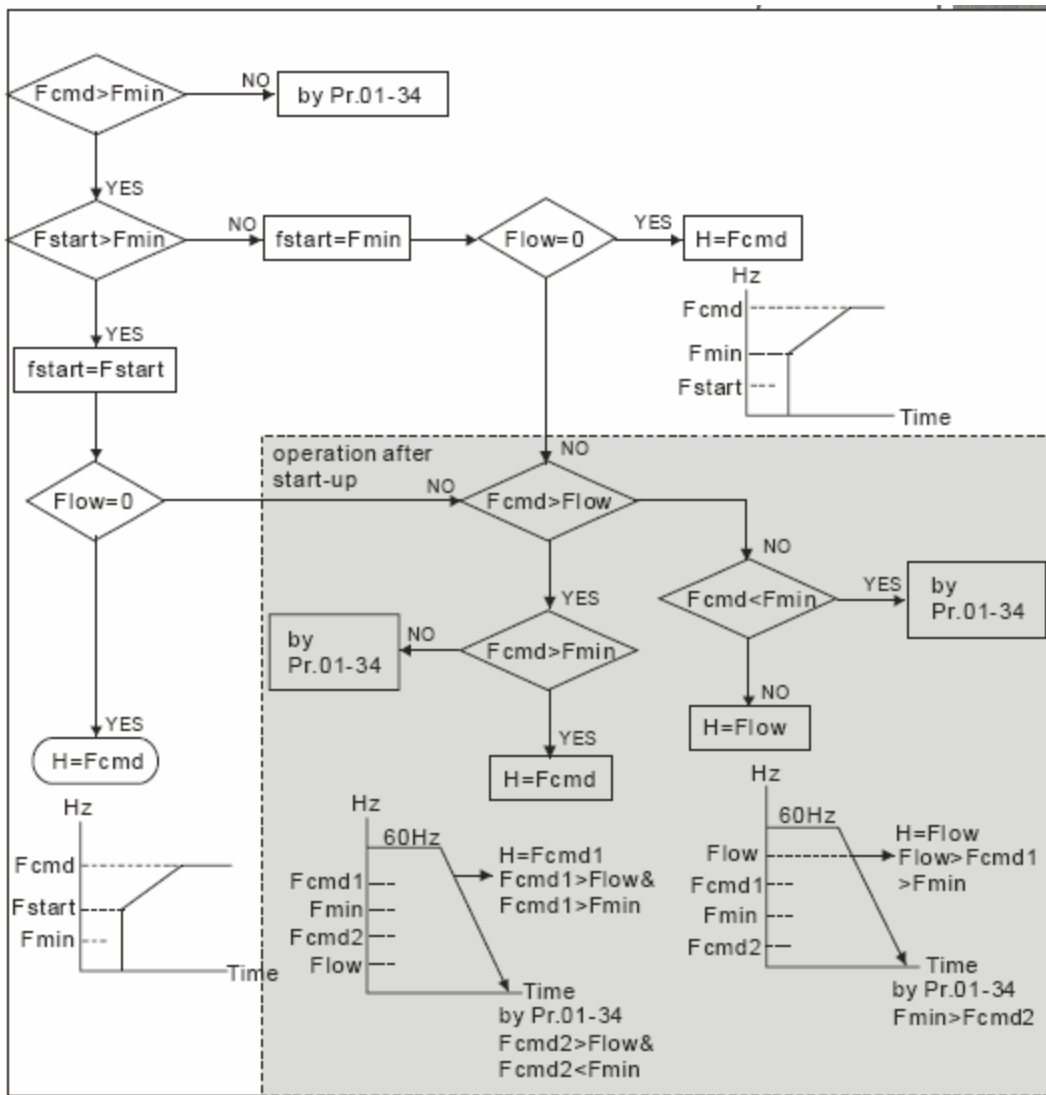 Fcmd>Fmin
NO
by Pr.01-34
YES
Fstart>Fmin
NO
fstart=Fmin
Flow=0
YES
H=Fcmd
Hz
Fcmd
Fmin
Fstart
Time
YES
fstart=Fstart
NO
operation after
start-up
Flow=0
NO
Fcmd>Flow
NO
YES
Fcmd<Fmin
YES
by
Pr.01-34
by
Pr.01-34
NO
Fcmd>Fmin
NO
H=Flow
YES
H=Fcmd
YES
H=Fcmd
Hz
Fcmd
Fstart
Fmin
Time
Hz
60Hz
Fcmd1
Fmin
Fcmd2
Flow
H=Fcmd1
Fcmd1>Flow&
Fcmd1>Fmin
Time
by Pr.01-34
Fcmd2>Flow&
Fcmd2<Fmin
Hz
60Hz
Flow
Fcmd1
Fmin
Fcmd2
H=Flow
Flow>Fcmd1
>Fmin
Time
by Pr.01-34
Fmin>Fcmd2